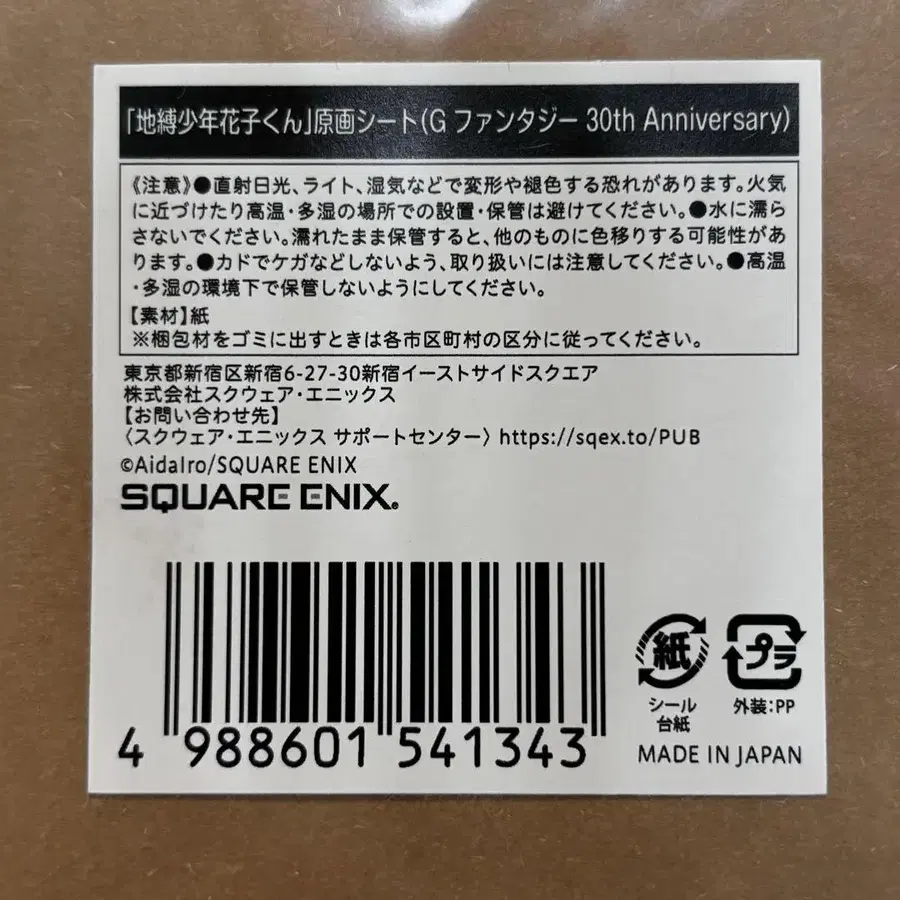 「地縛少年花子くん」原画シート(G ファンタジー 30th Anniversary)
《注意》●直射日光、ライト、湿気などで変形や褪色する恐れがあります。火気
に近づけたり高温・多湿の場所での設置・保管は避けてください。●水に濡ら
さないでください。濡れたまま保管すると、他のものに色移りする可能性があ
ります。●カドでケガなどしないよう、取り扱いには注意してください。●高温
・多湿の環境下で保管しないようにしてください。
【素材】紙
※梱包材をゴミに出すときは各市区町村の区分に従ってください。
東京都新宿区新宿6-27-30新宿イーストサイドスクエア
株式会社スクウェア・エニックス
【お問い合わせ先】
〈スクウェア・エニックス サポートセンター〉https://sqex.to/PUB
©AidaIro/SQUARE ENIX
SQUARE ENIX.
紙
プラ
シール
台紙
外装:PP
4 988601 541343
MADE IN JAPAN